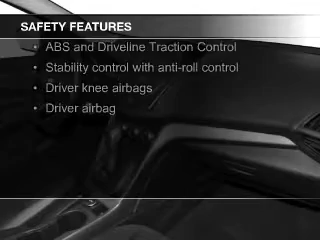 SAFETY FEATURES
• ABS and Driveline Traction Control
• Stability control with anti-roll control
• Driver knee airbags
• Driver airbag